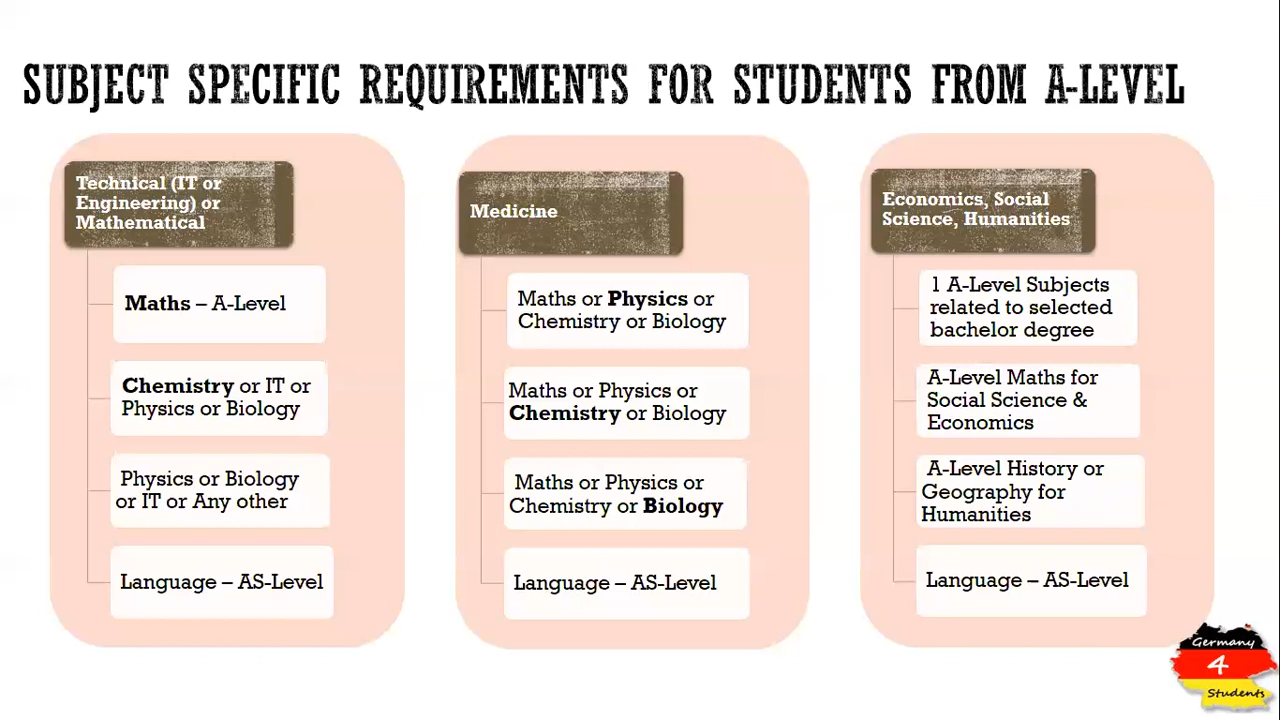 SUBJECT SPECIFIC REQUIREMENTS FOR STUDENTS FROM A-LEVEL
Technical (IT or
Engineering) or
Mathematical
Maths – A-Level
Chemistry or IT or
Physics or Biology
Physics or Biology
or IT or Any other
Language – AS-Level
Medicine
Maths or Physics or
Chemistry or Biology
Maths or Physics or
Chemistry or Biology
Maths or Physics or
Chemistry or Biology
Language – AS-Level
Economics, Social
Science, Humanities
1 A-Level Subjects
related to selected
bachelor degree
A-Level Maths for
Social Science &
Economics
A-Level History or
Geography for
Humanities
Language – AS-Level
Germany
4
Students